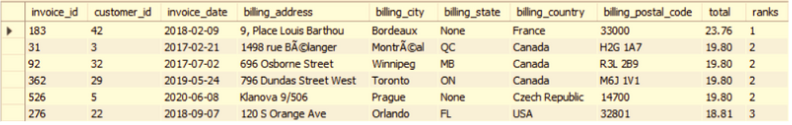 invoice_id customer_id invoice_date billing_address billing_city billing_state billing_country billing_postal_code total ranks
183 42 2018-02-09 9, Place Louis Barthou Bordeaux None France 33000 23.76 1
31 3 2017-02-21 1498 rue BÃ©langer MontrÃ©al QC Canada H2G 1A7 19.80 2
92 32 2017-07-02 696 Osborne Street Winnipeg MB Canada R3L 2B9 19.80 2
362 29 2019-05-24 796 Dundas Street West Toronto ON Canada M6J 1V1 19.80 2
526 5 2020-06-08 Klanova 9/506 Prague None Czech Republic 14700 19.80 2
276 22 2018-09-07 120 S Orange Ave Orlando FL USA 32801 18.81 3